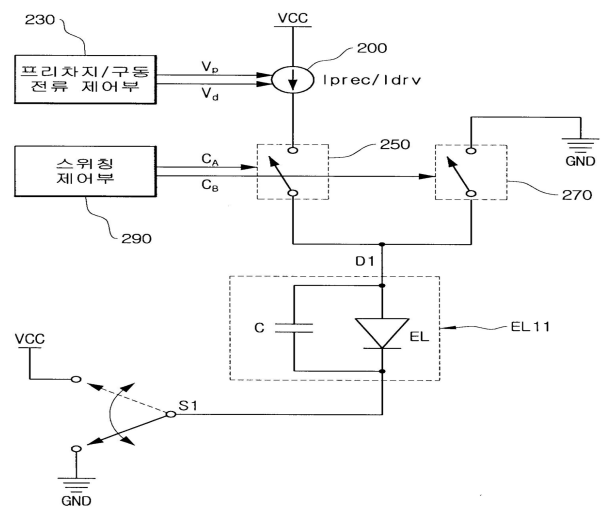 230
VCC
200
프리차지/구동
전류 제어부
Vp
Vd
Iprec/Idrv
스위칭
제어부
CA
CB
250
GND
270
290
D1
C
EL
EL11
VCC
S1
GND